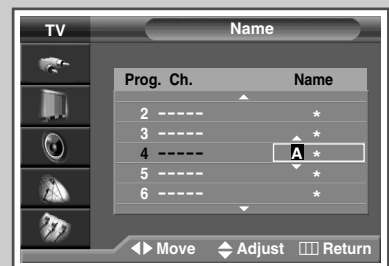 TV Name
Prog. Ch. Name
2 ----- *
3 ----- *
4 ----- A *
5 ----- *
6 ----- *
Move Adjust Return